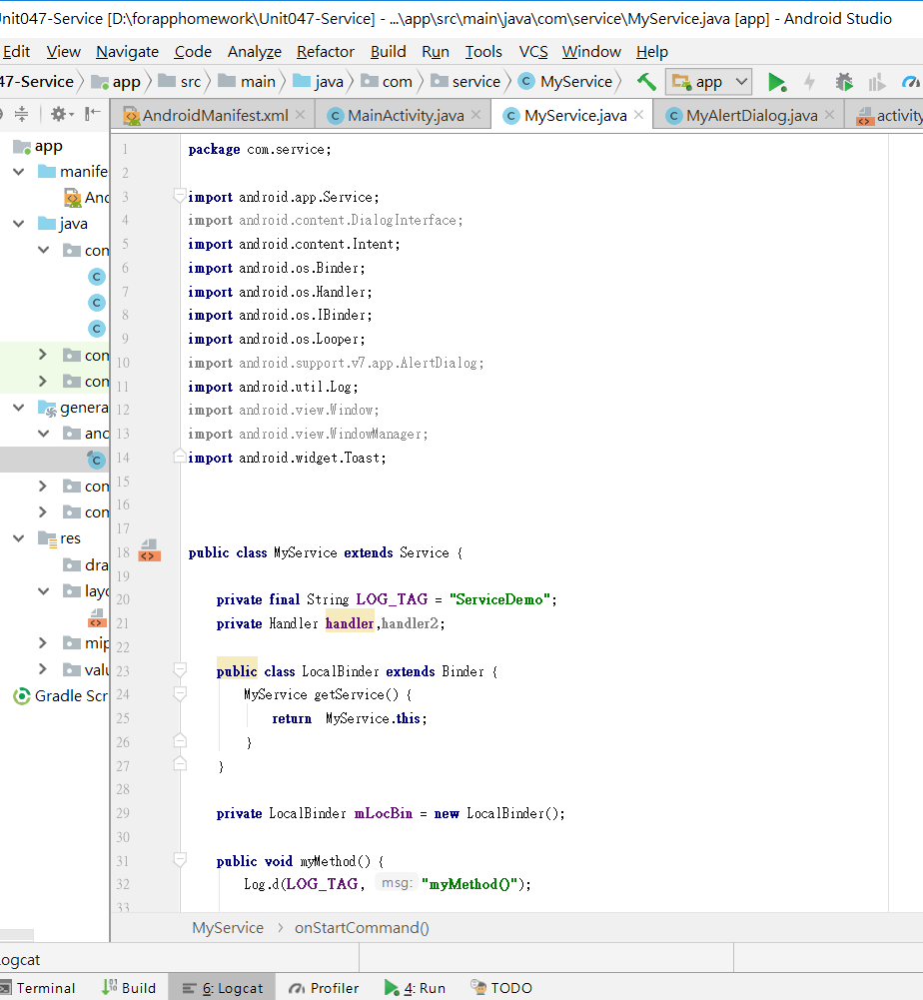 Unit047-Service [D:\forapphomework\Unit047-Service] - ...\app\src\main\java\com\service\MyService.java [app] - Android Studio
Edit View Navigate Code Analyze Refactor Build Run Tools VCS Window Help
47-Service app src main java com service MyService app
AndroidManifest.xml MainActivity.java MyService.java MyAlertDialog.java activity
app
manife
And
java
com
com
com
genera
and
com
com
res
dra
layo
mip
valu
Gradle Scr
1 package com.service;
2
3 import android.app.Service;
4 import android.content.DialogInterface;
5 import android.content.Intent;
6 import android.os.Binder;
7 import android.os.Handler;
8 import android.os.IBinder;
9 import android.os.Looper;
10 import android.support.v7.app.AlertDialog;
11 import android.util.Log;
12 import android.view.Window;
13 import android.view.WindowManager;
14 import android.widget.Toast;
15
16
17
18 public class MyService extends Service {
19
20 private final String LOG_TAG = "ServiceDemo";
21 private Handler handler,handler2;
22
23 public class LocalBinder extends Binder {
24 MyService getService() {
25 return MyService.this;
26 }
27 }
28
29 private LocalBinder mLocBin = new LocalBinder();
30
31 public void myMethod() {
32 Log.d(LOG_TAG, msg: "myMethod()");
33
MyService > onStartCommand()
ogcat
Terminal Build 6: Logcat Profiler 4: Run TODO